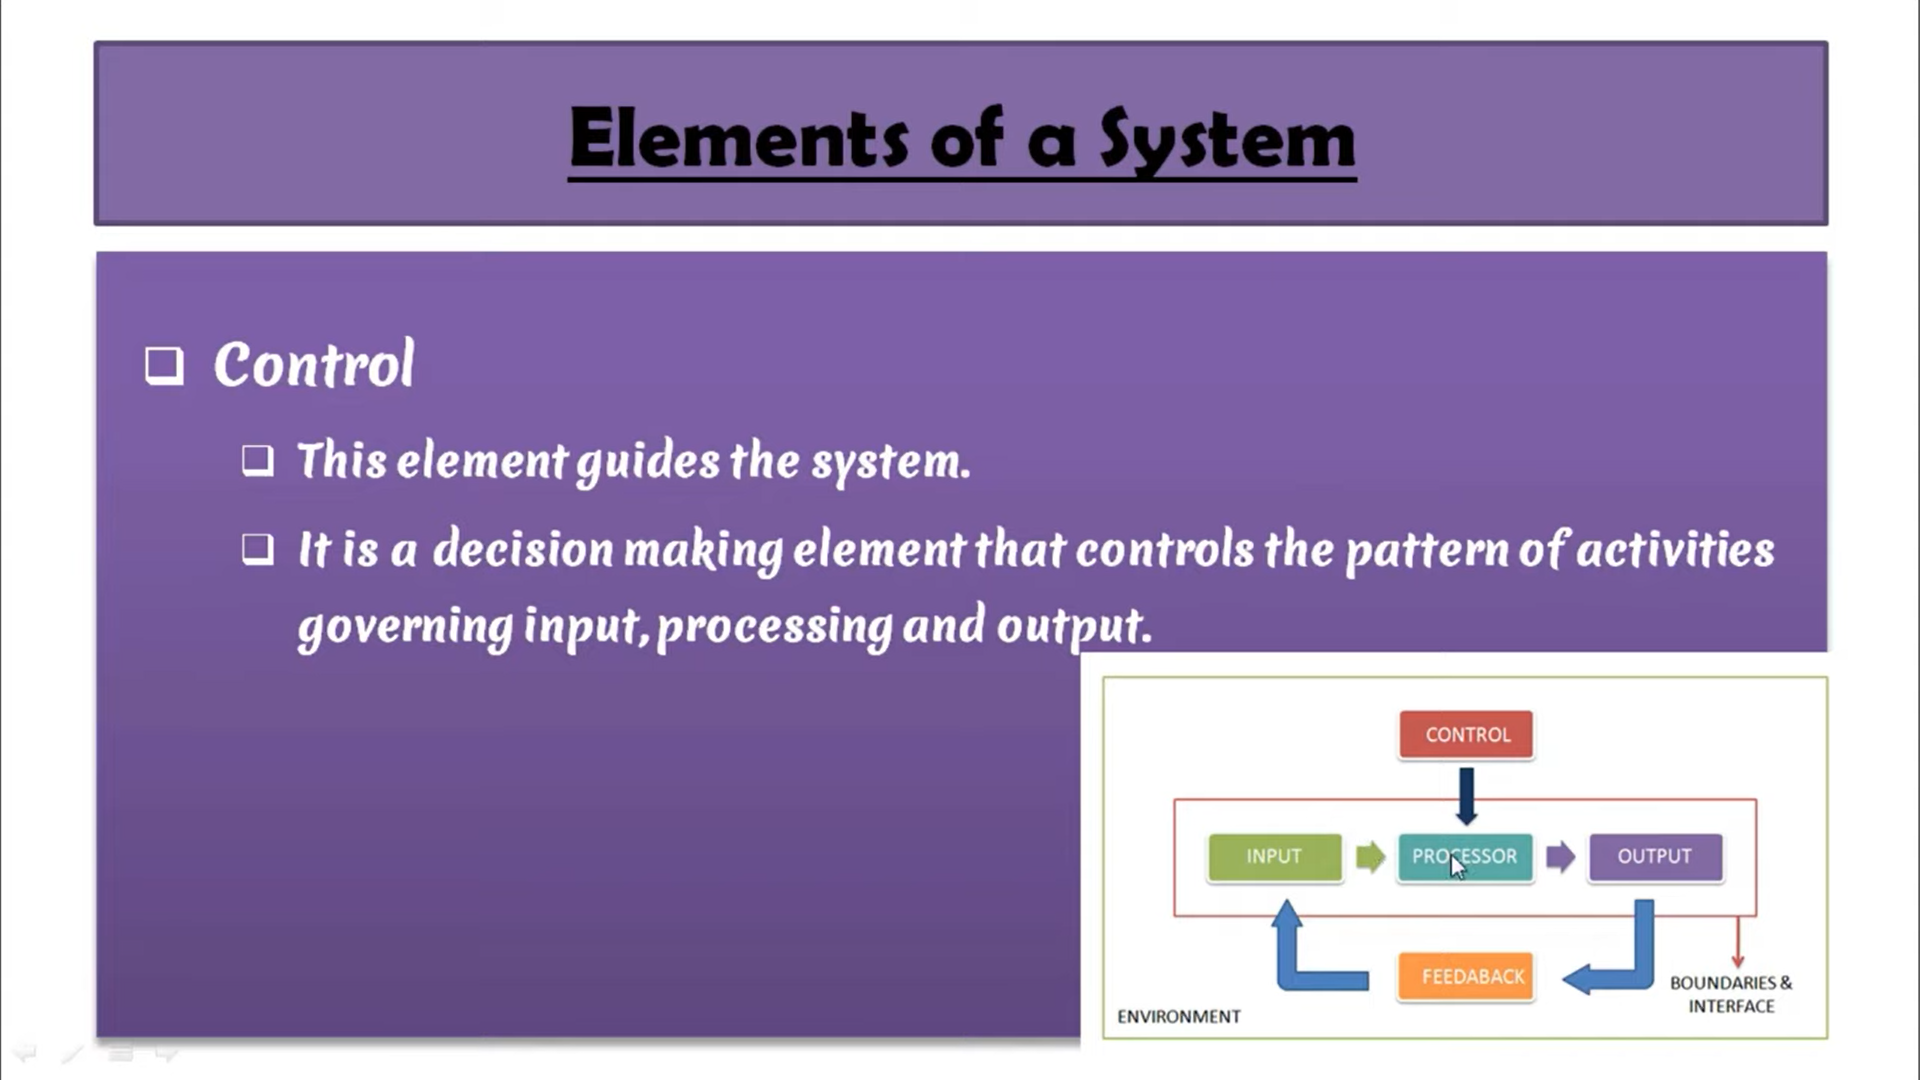 Elements of a System
Control
This element guides the system.
It is a decision making element that controls the pattern of activities
governing input, processing and output.
CONTROL
INPUT
PROCESSOR
OUTPUT
FEEDABACK
BOUNDARIES &
INTERFACE
ENVIRONMENT